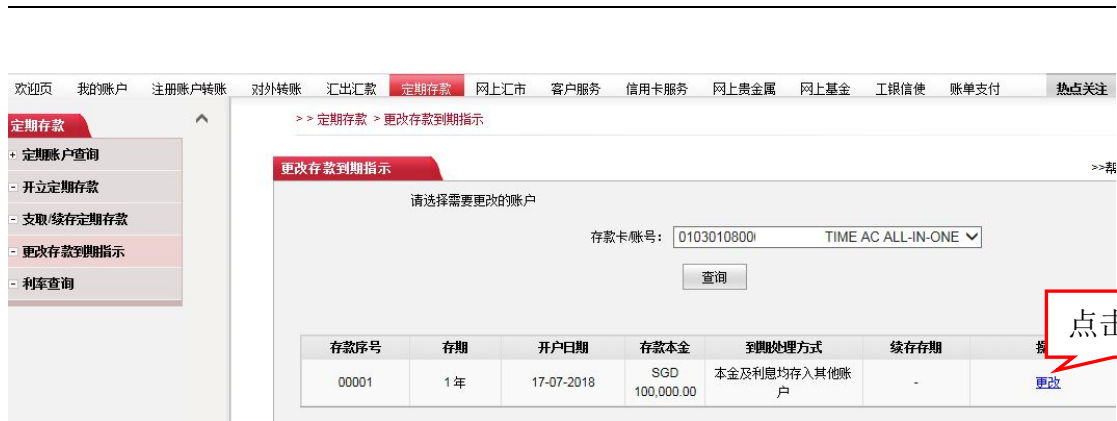 欢迎页 我的账户 注册账户转账 对外转账 汇出汇款 定期存款 网上汇市 客户服务 信用卡服务 网上贵金属 网上基金 工银信使 账单支付 热点关注
定期存款
> > 定期存款 > 更改存款到期指示
+ 定期账户查询
- 开立定期存款
- 支取/续存定期存款
- 更改存款到期指示
- 利率查询
更改存款到期指示 >>帮
请选择需要更改的账户
存款卡/账号: 0103010800 TIME AC ALL-IN-ONE
查询
点击
存款序号 存期 开户日期 存款本金 到期处理方式 续存存期
00001 1 年 17-07-2018 SGD 100,000.00 本金及利息均存入其他账户 - 更改